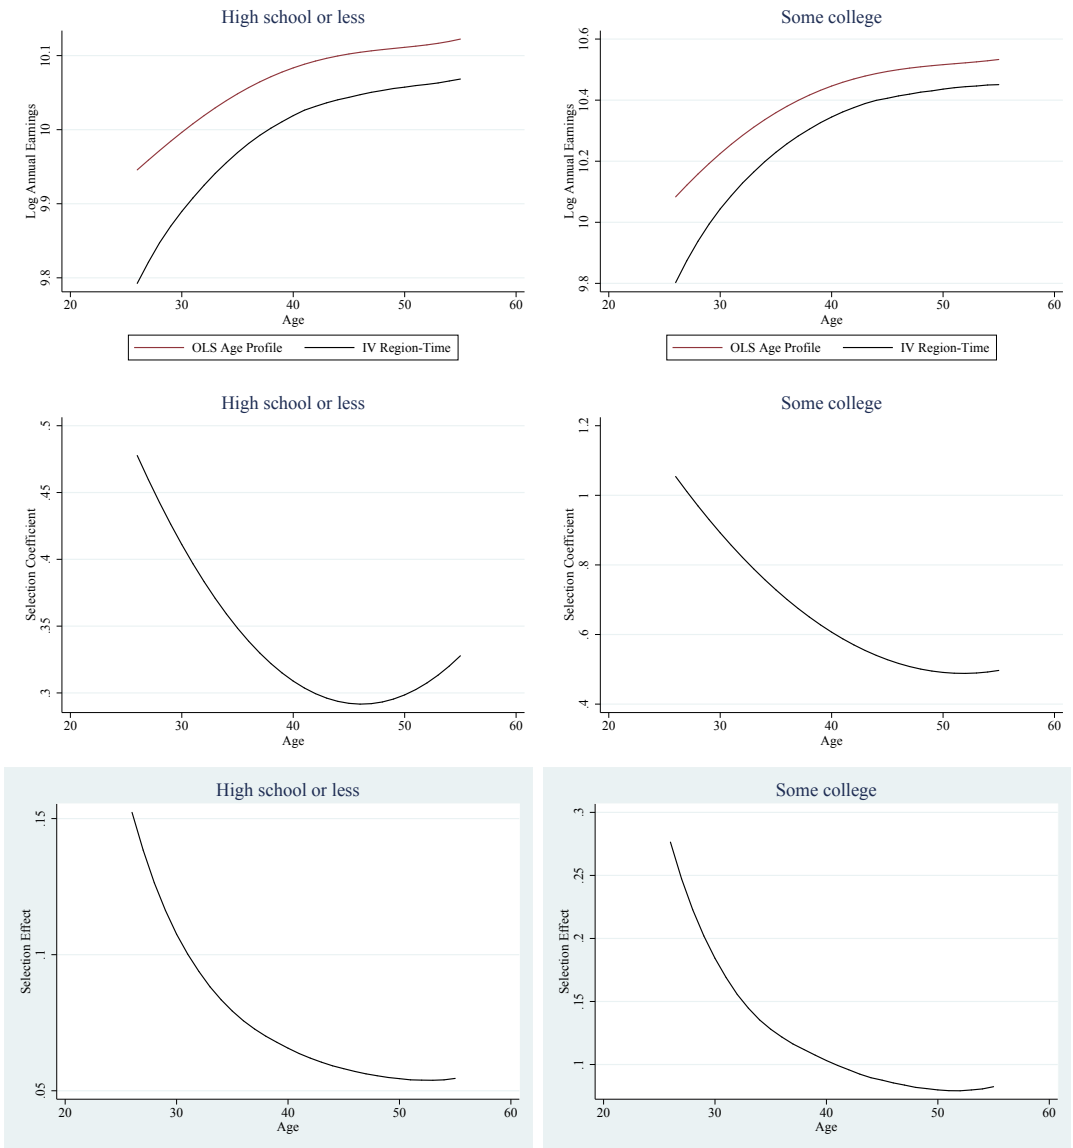 High school or less
Log Annual Earnings
10.1
10
9.9
9.8
20 30 40 50 60
Age
OLS Age Profile IV Region-Time
Some college
Log Annual Earnings
10.6
10.4
10.2
10
9.8
20 30 40 50 60
Age
OLS Age Profile IV Region-Time
High school or less
Selection Coefficient
.5
.45
.4
.35
.3
20 30 40 50 60
Age
Some college
Selection Coefficient
1.2
1
.8
.6
.4
20 30 40 50 60
Age
High school or less
Selection Effect
.15
.1
.05
20 30 40 50 60
Age
Some college
Selection Effect
.3
.25
.2
.15
.1
20 30 40 50 60
Age